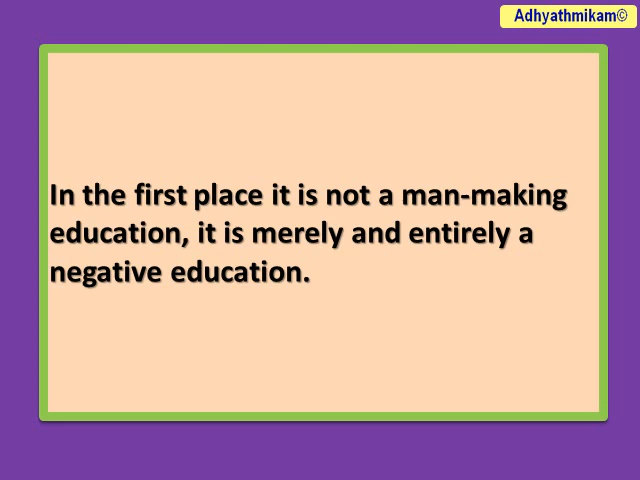 Adhyathmikam©
In the first place it is not a man-making
education, it is merely and entirely a
negative education.